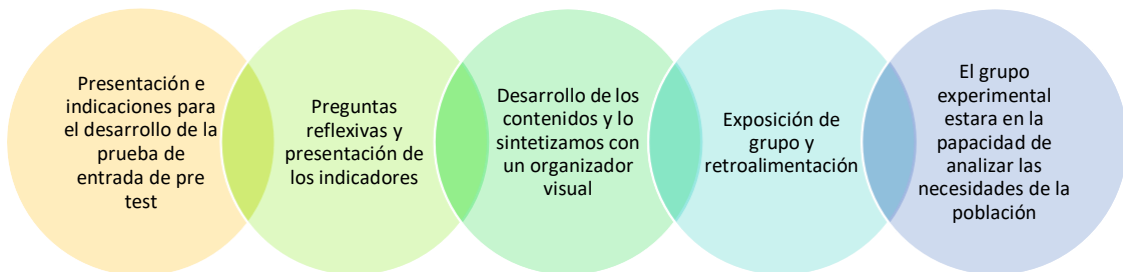 Presentación e
indicaciones para
el desarrollo de la
prueba de
entrada de pre
test
Preguntas
reflexivas y
presentación de
los indicadores
Desarrollo de los
contenidos y lo
sintetizamos con
un organizador
visual
Exposición de
grupo y
retroalimentación
El grupo
experimental
estara en la
papacidad de
analizar las
necesidades de la
población